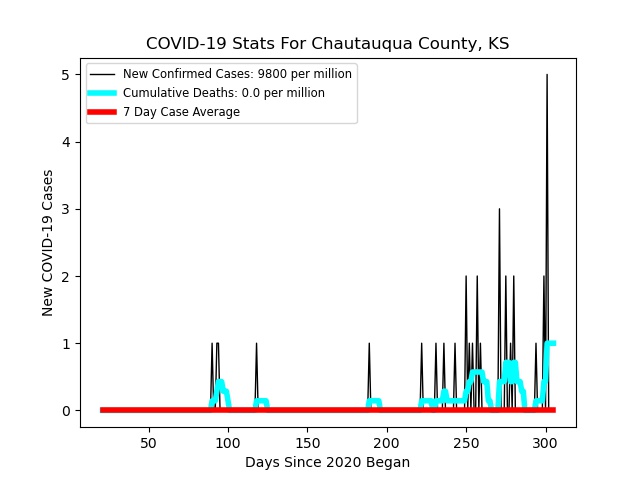 COVID-19 Stats For Chautauqua County, KS
New Confirmed Cases: 9800 per million
Cumulative Deaths: 0.0 per million
7 Day Case Average
New COVID-19 Cases
5
4
3
2
1
0
50 100 150 200 250 300
Days Since 2020 Began